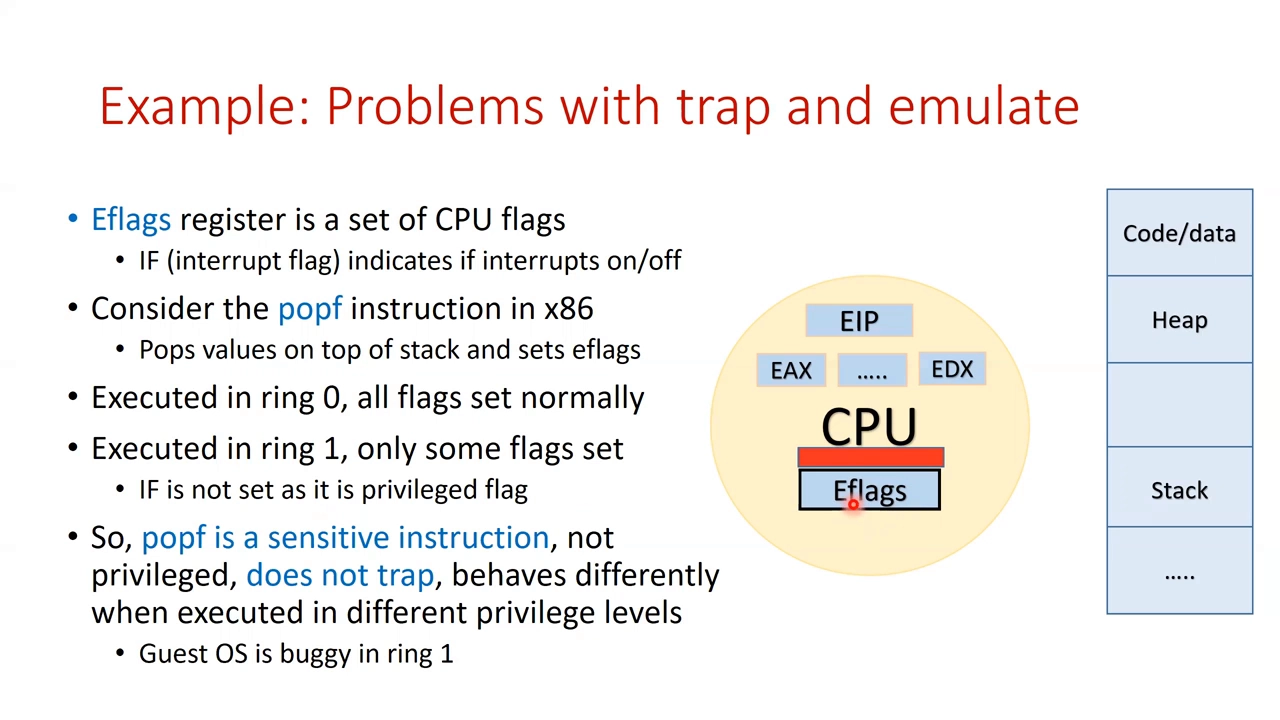 Example: Problems with trap and emulate
• Eflags register is a set of CPU flags
• IF (interrupt flag) indicates if interrupts on/off
• Consider the popf instruction in x86
• Pops values on top of stack and sets eflags
• Executed in ring 0, all flags set normally
• Executed in ring 1, only some flags set
• IF is not set as it is privileged flag
• So, popf is a sensitive instruction, not
privileged, does not trap, behaves differently
when executed in different privilege levels
• Guest OS is buggy in ring 1
EIP
EAX
.....
EDX
CPU
Eflags
Code/data
Heap
Stack
.....